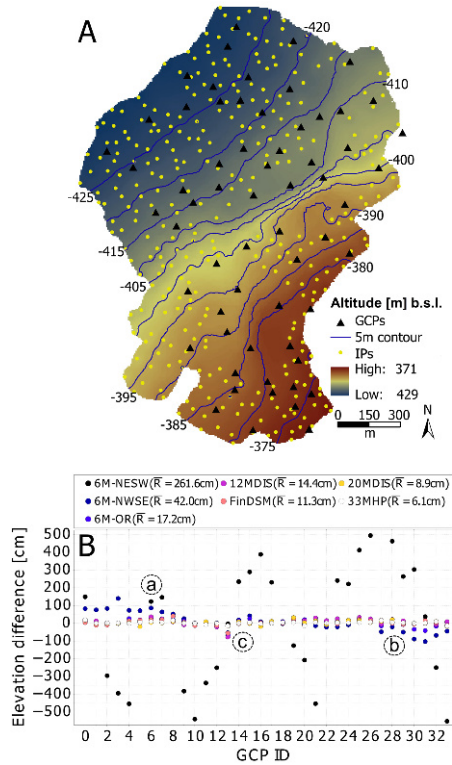 A
-420
-410
-400
-425
-390
-415
-380
-405
Altitude [m] b.s.l.
GCPs
5m contour
IPs
High: 371
Low: 429
-395
-385
-375
0 150 300
m
N
6M-NESW(R̅ = 261.6cm) 12MDIS(R̅ = 14.4cm) 20MDIS(R̅ = 8.9cm)
6M-NWSE(R̅ = 42.0cm) FinDSM(R̅ = 11.3cm) 33MHP(R̅ = 6.1cm)
6M-OR(R̅ = 17.2cm)
B
Elevation difference [cm]
500
400
300
200
100
0
−100
−200
−300
−400
−500
a
b
c
0 2 4 6 8 10 12 14 16 18 20 22 24 26 28 30 32
GCP ID